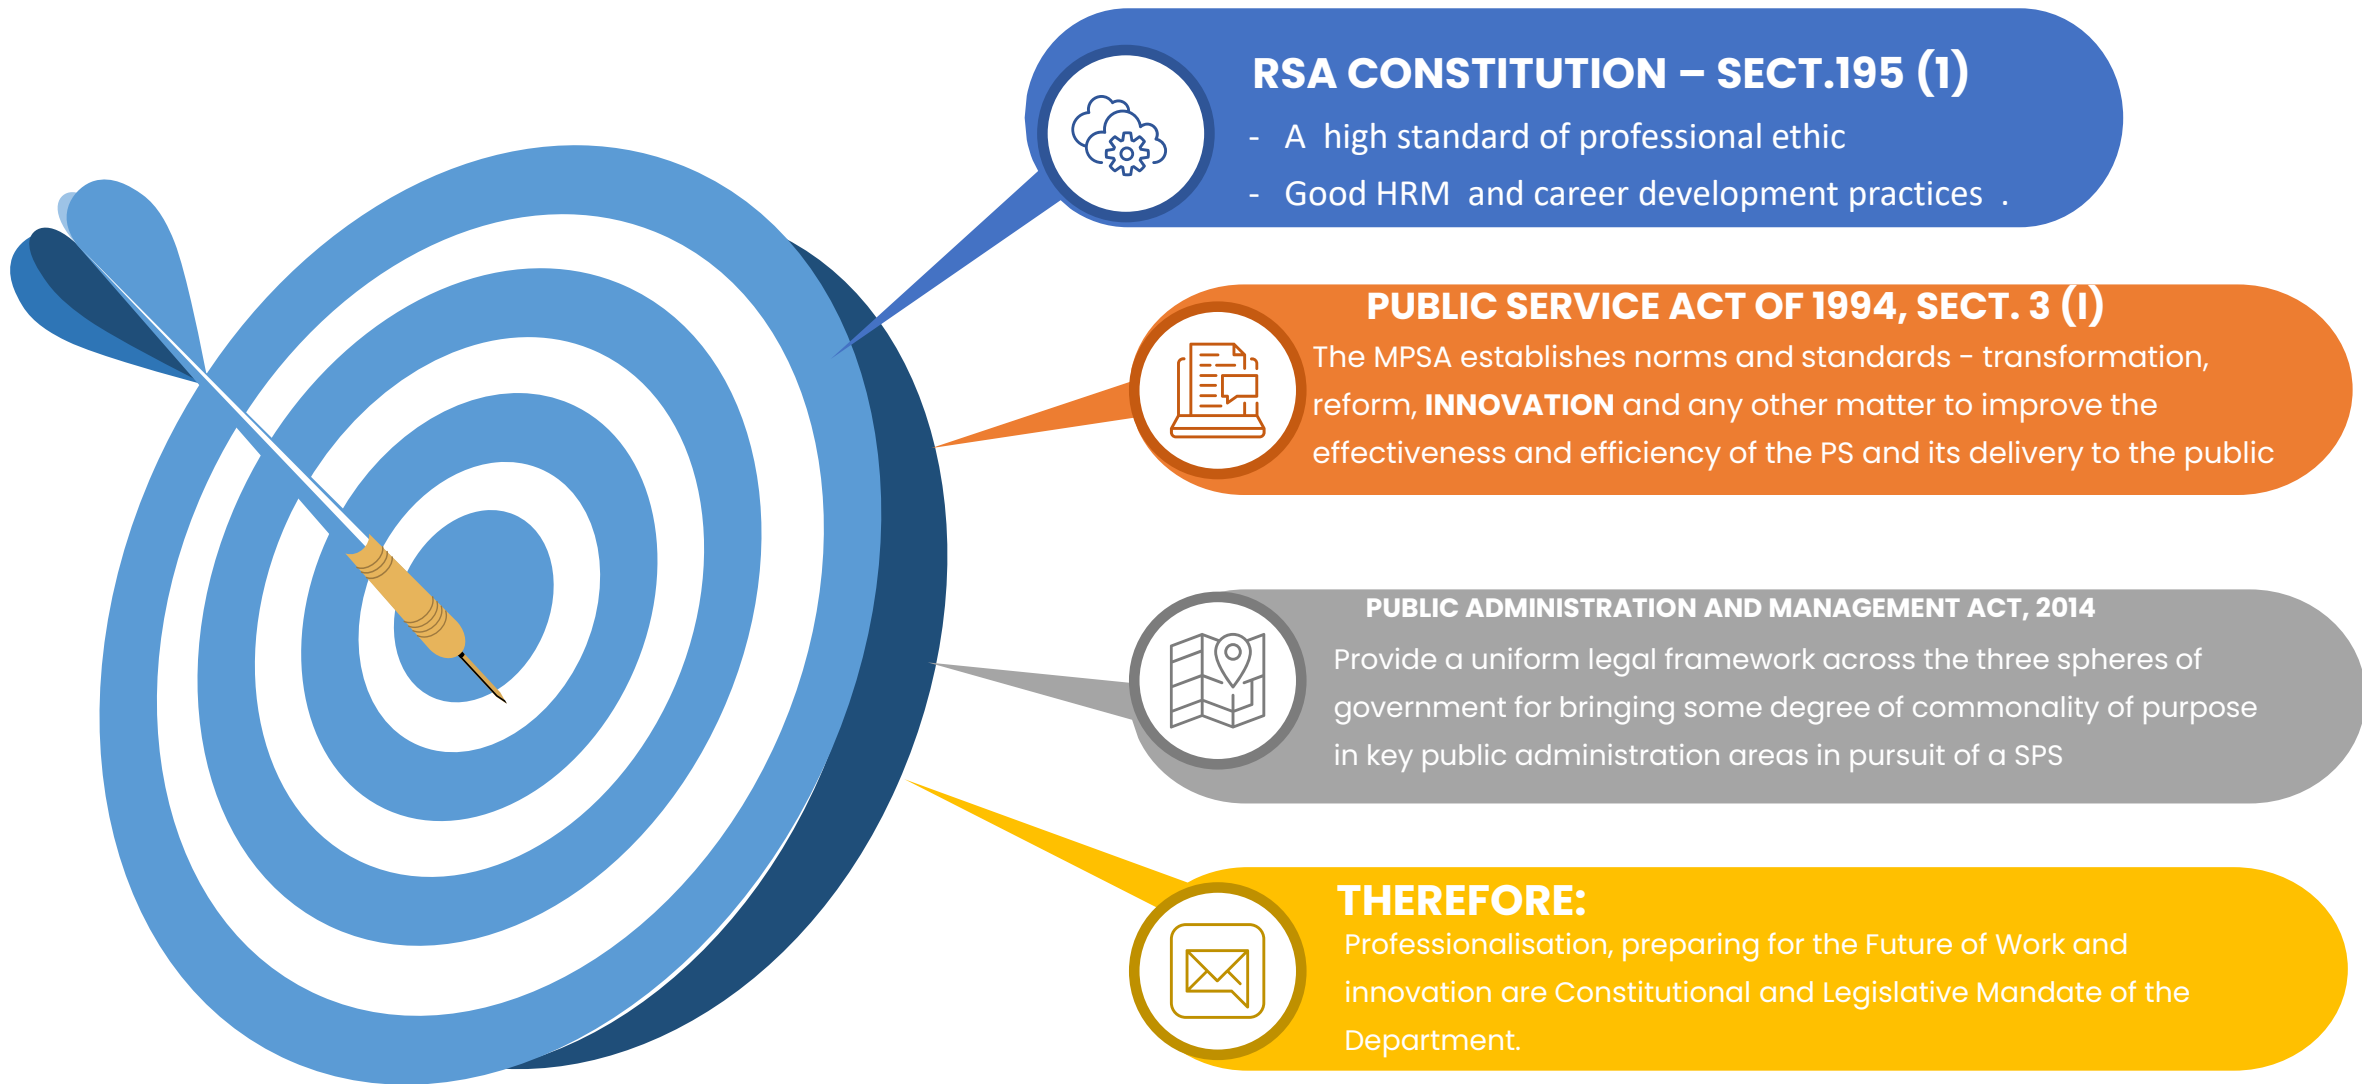 RSA CONSTITUTION – SECT.195 (1)
- A high standard of professional ethic
- Good HRM and career development practices .
PUBLIC SERVICE ACT OF 1994, SECT. 3 (I)
The MPSA establishes norms and standards - transformation,
reform, INNOVATION and any other matter to improve the
effectiveness and efficiency of the PS and its delivery to the public
PUBLIC ADMINISTRATION AND MANAGEMENT ACT, 2014
Provide a uniform legal framework across the three spheres of
government for bringing some degree of commonality of purpose
in key public administration areas in pursuit of a SPS
THEREFORE:
Professionalisation, preparing for the Future of Work and
innovation are Constitutional and Legislative Mandate of the
Department.